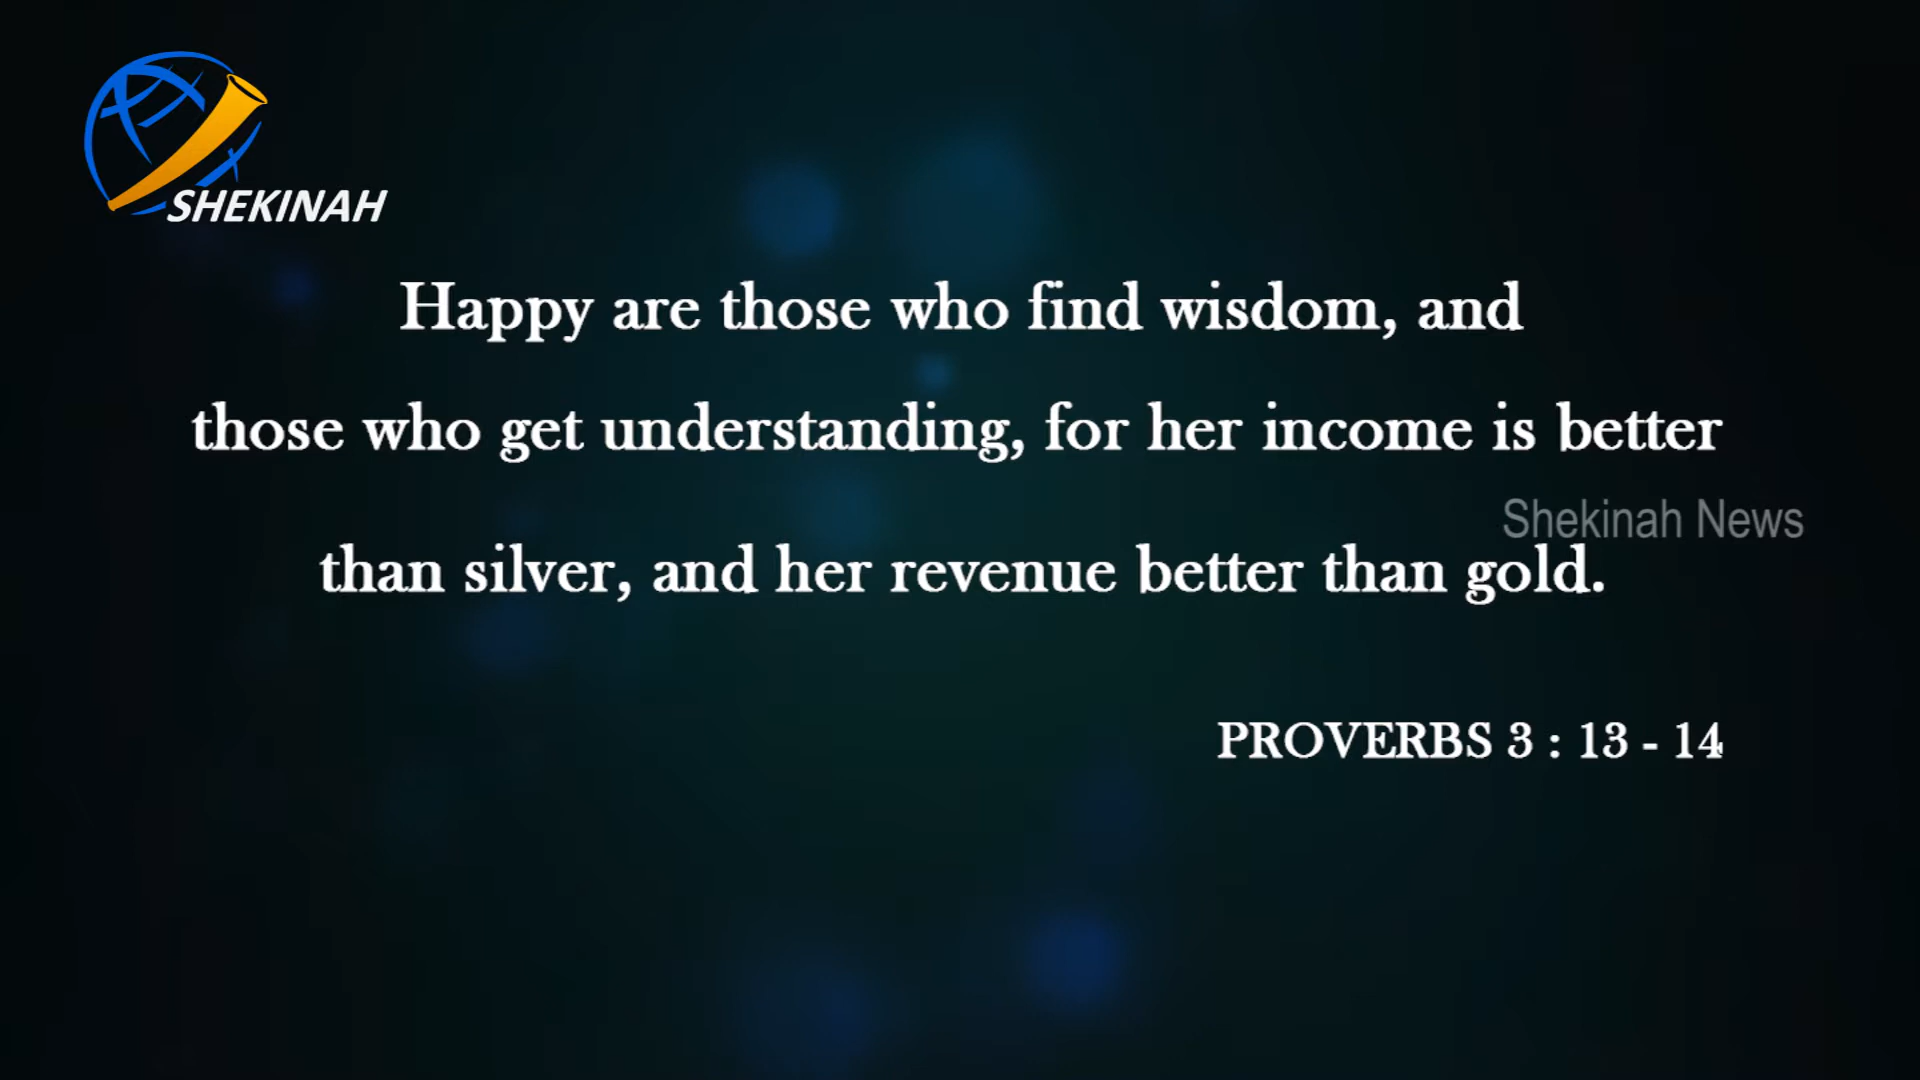 SHEKINAH
Happy are those who find wisdom, and
those who get understanding, for her income is better
Shekinah News
than silver, and her revenue better than gold.
PROVERBS 3 : 13 - 14